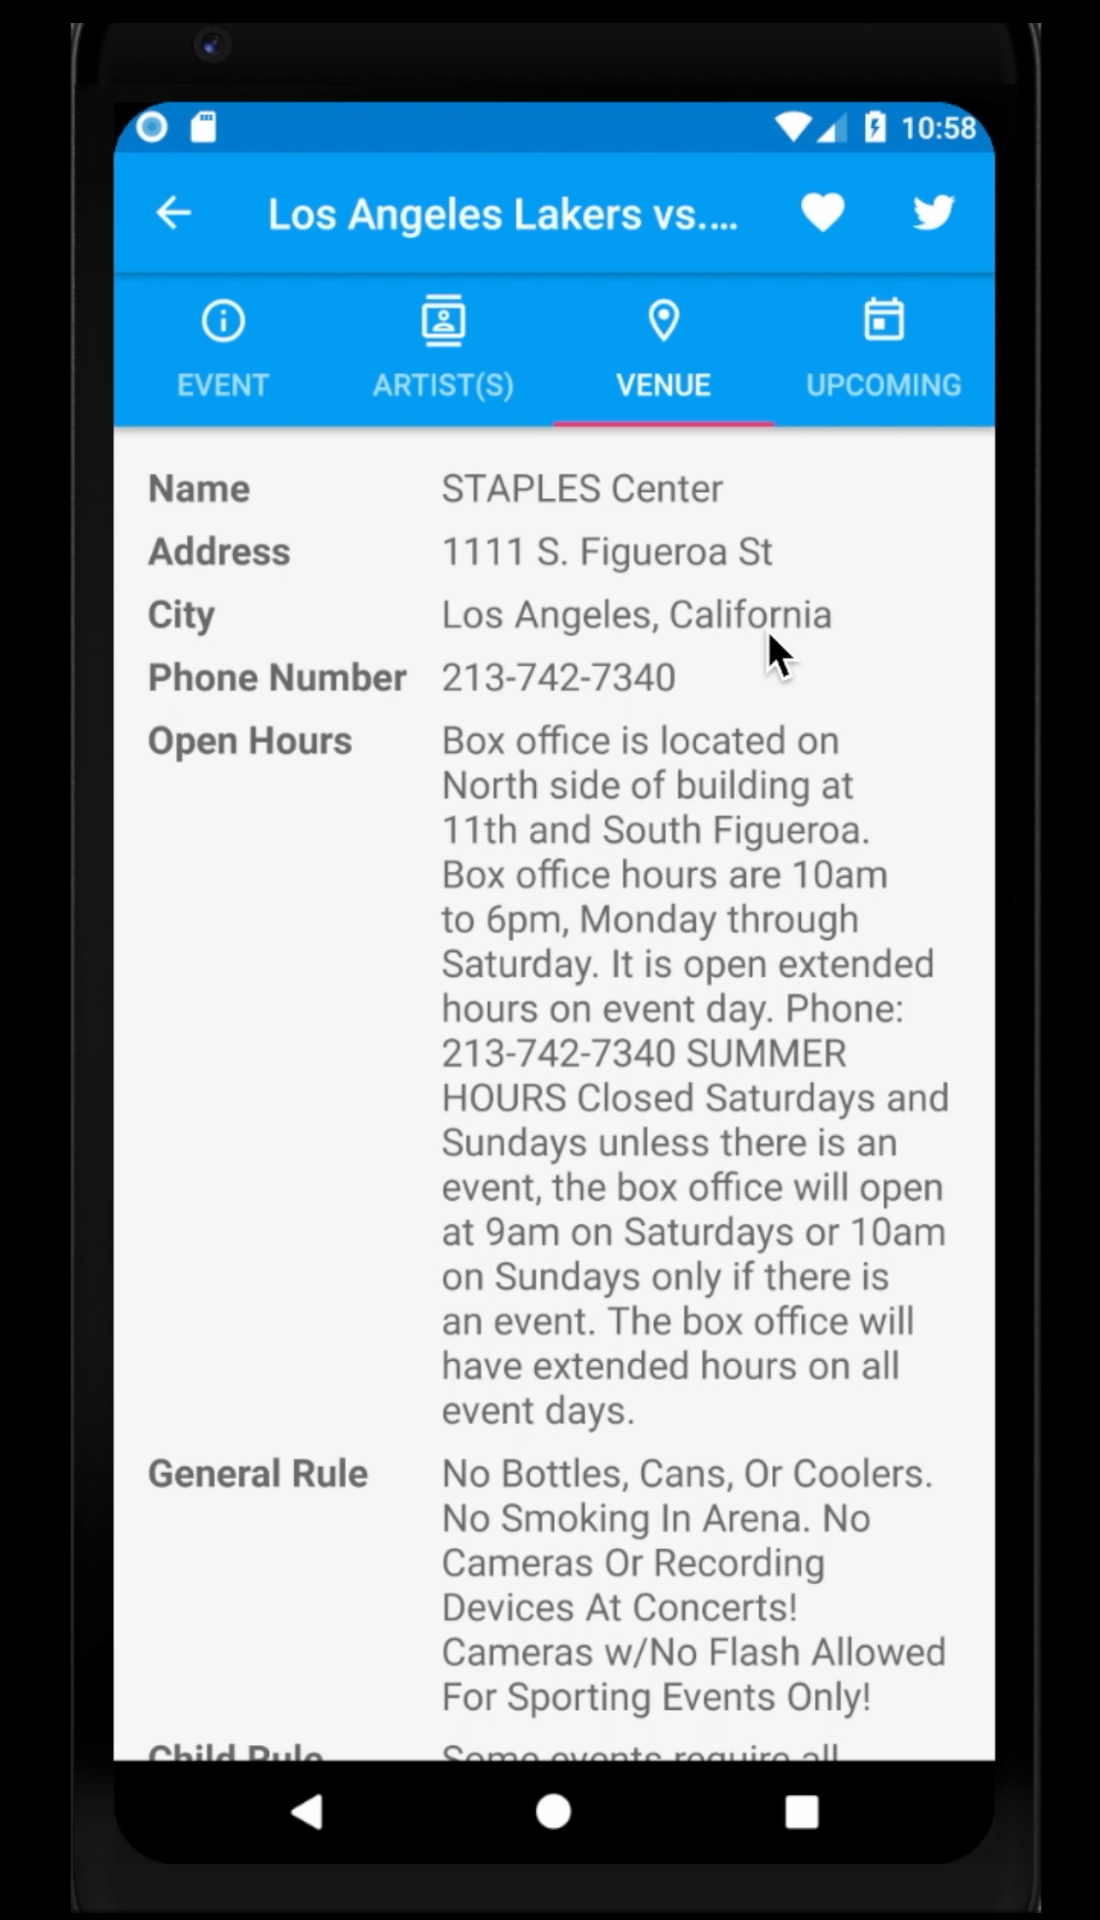 10:58
Los Angeles Lakers vs....
EVENT
ARTIST(S)
VENUE
UPCOMING
Name STAPLES Center
Address 1111 S. Figueroa St
City Los Angeles, California
Phone Number 213-742-7340
Open Hours Box office is located on
North side of building at
11th and South Figueroa.
Box office hours are 10am
to 6pm, Monday through
Saturday. It is open extended
hours on event day. Phone:
213-742-7340 SUMMER
HOURS Closed Saturdays and
Sundays unless there is an
event, the box office will open
at 9am on Saturdays or 10am
on Sundays only if there is
an event. The box office will
have extended hours on all
event days.
General Rule No Bottles, Cans, Or Coolers.
No Smoking In Arena. No
Cameras Or Recording
Devices At Concerts!
Cameras w/No Flash Allowed
For Sporting Events Only!
Child Rule Some events require all